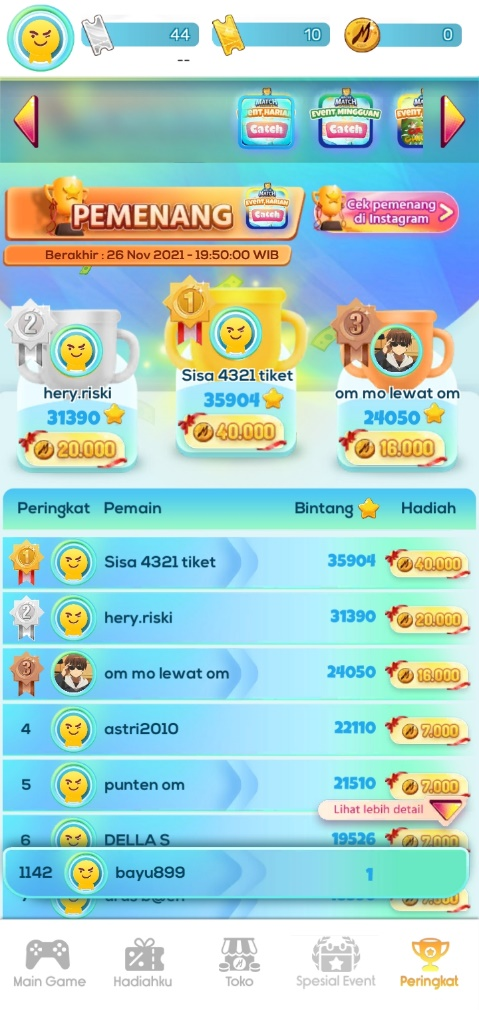 44
10
0
--
MATCH
EVENT HARIAN
Catch
MATCH
EVENT MINGGUAN
Catch
PEMENANG
MATCH
EVENT HARIAN
Catch
Cek pemenang
di Instagram
Berakhir : 26 Nov 2021 - 19:50:00 WIB
2
1
3
hery.riski
Sisa 4321 tiket
om mo lewat om
31390
35904
24050
20.000
40.000
16.000
Peringkat Pemain Bintang Hadiah
1 Sisa 4321 tiket 35904 40.000
2 hery.riski 31390 20.000
3 om mo lewat om 24050 16.000
4 astri2010 22110 7.000
5 punten om 21510 7.000
Lihat lebih detail
6 DELLA S 19526 7.000
1142 bayu899 1
Main Game Hadiahku Toko Spesial Event Peringkat